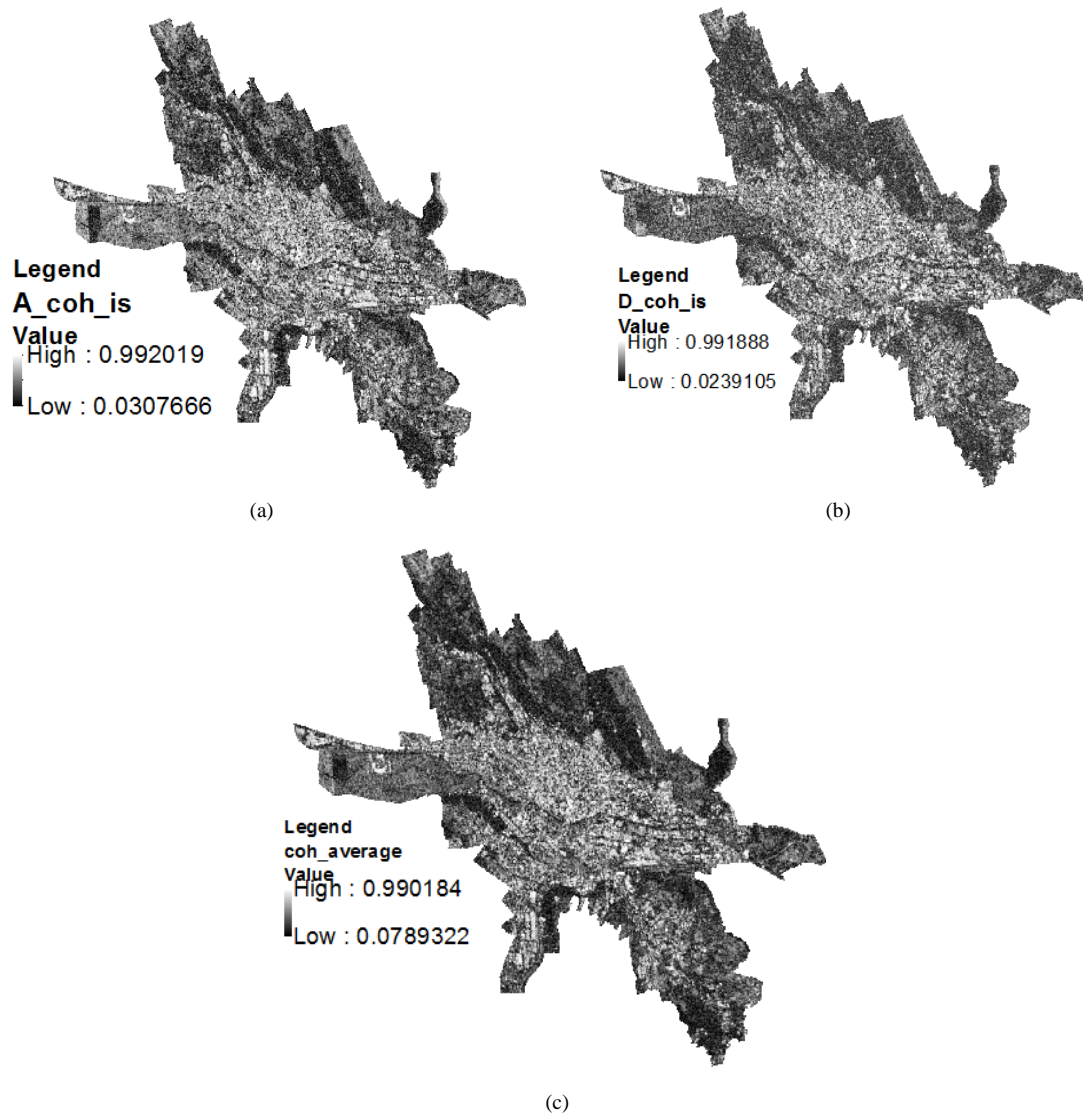 Legend
A_coh_is
Value
High : 0.992019
Low : 0.0307666
(a)
Legend
D_coh_is
Value
High : 0.991888
Low : 0.0239105
(b)
Legend
coh_average
Value
High : 0.990184
Low : 0.0789322
(c)